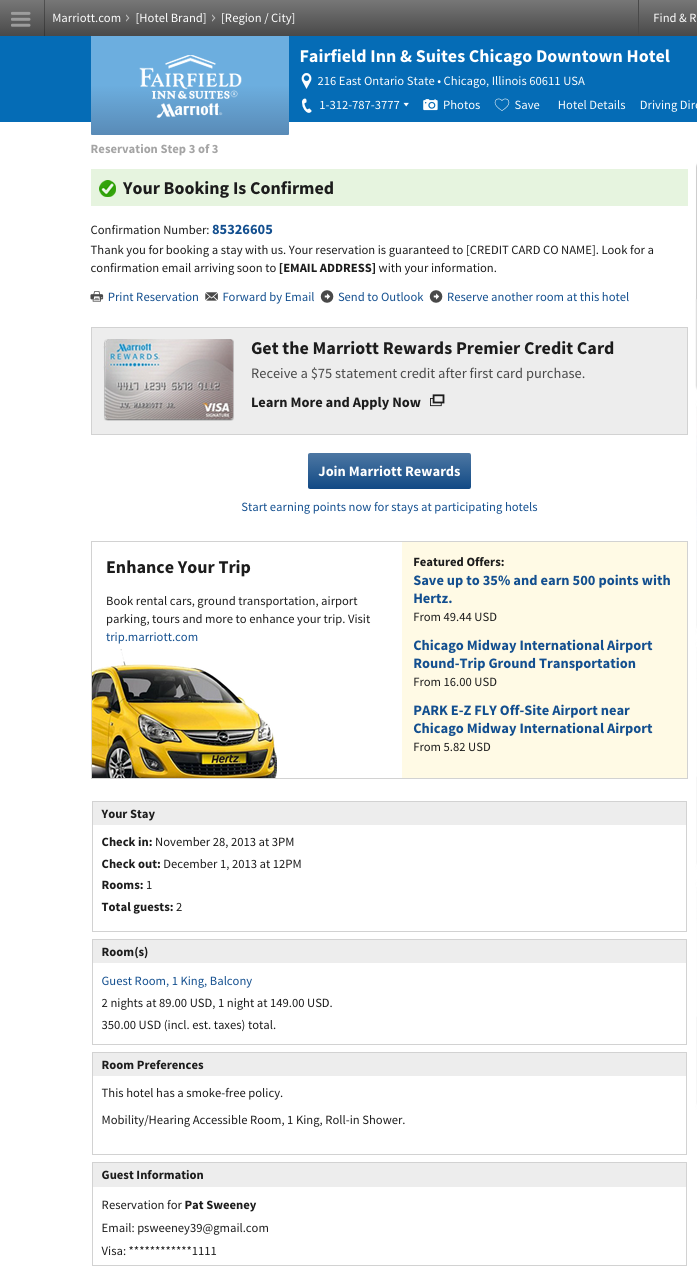 Marriott.com > [Hotel Brand] > [Region / City]
Find & R
FAIRFIELD
INN & SUITES®
Marriott.
Fairfield Inn & Suites Chicago Downtown Hotel
216 East Ontario State • Chicago, Illinois 60611 USA
1-312-787-3777 Photos Save Hotel Details Driving Dir
Reservation Step 3 of 3
Your Booking Is Confirmed
Confirmation Number: 85326605
Thank you for booking a stay with us. Your reservation is guaranteed to [CREDIT CARD CO NAME]. Look for a
confirmation email arriving soon to [EMAIL ADDRESS] with your information.
Print Reservation Forward by Email Send to Outlook Reserve another room at this hotel
Marriott
REWARDS.
4417 1234 5678 9112
J.W. MARRIOTT JR.
VISA
SIGNATURE
Get the Marriott Rewards Premier Credit Card
Receive a $75 statement credit after first card purchase.
Learn More and Apply Now
Join Marriott Rewards
Start earning points now for stays at participating hotels
Enhance Your Trip
Book rental cars, ground transportation, airport
parking, tours and more to enhance your trip. Visit
trip.marriott.com
Hertz
Featured Offers:
Save up to 35% and earn 500 points with
Hertz.
From 49.44 USD
Chicago Midway International Airport
Round-Trip Ground Transportation
From 16.00 USD
PARK E-Z FLY Off-Site Airport near
Chicago Midway International Airport
From 5.82 USD
Your Stay
Check in: November 28, 2013 at 3PM
Check out: December 1, 2013 at 12PM
Rooms: 1
Total guests: 2
Room(s)
Guest Room, 1 King, Balcony
2 nights at 89.00 USD, 1 night at 149.00 USD.
350.00 USD (incl. est. taxes) total.
Room Preferences
This hotel has a smoke-free policy.
Mobility/Hearing Accessible Room, 1 King, Roll-in Shower.
Guest Information
Reservation for Pat Sweeney
Email: psweeney39@gmail.com
Visa: ************1111